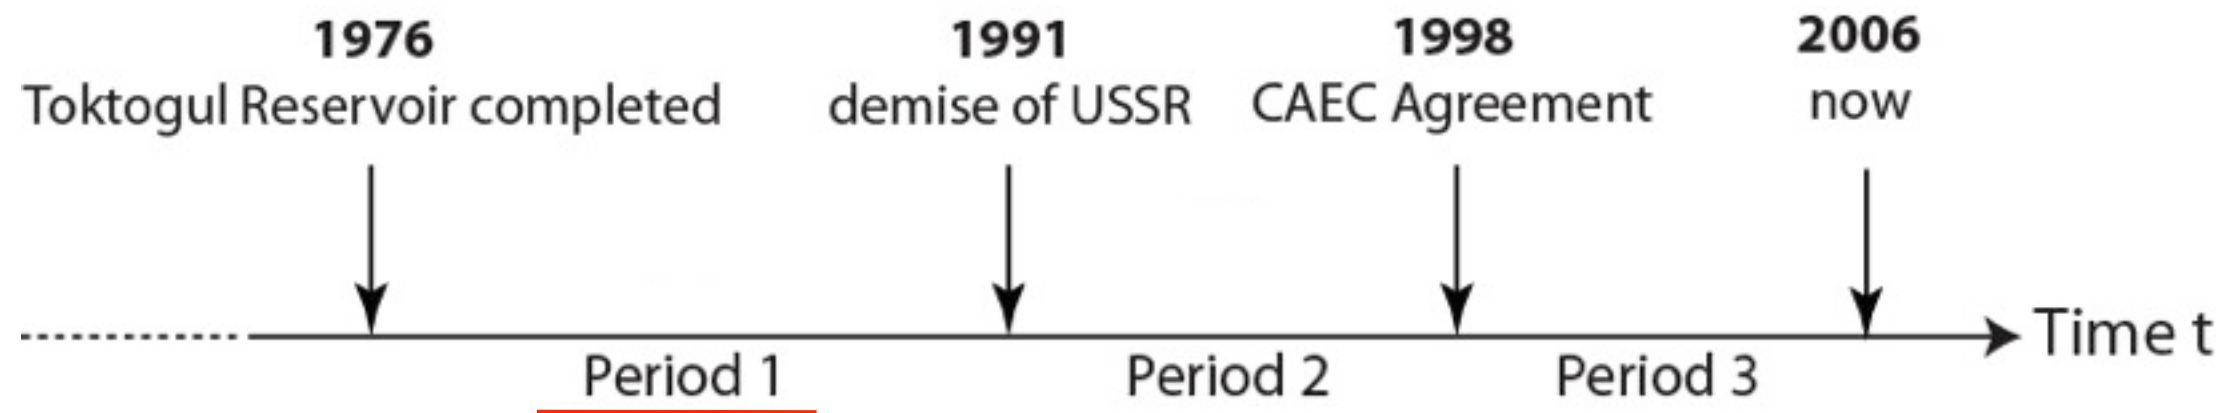 1976
Toktogul Reservoir completed
1991
demise of USSR
1998
CAEC Agreement
2006
now
Time t
Period 1
Period 2
Period 3